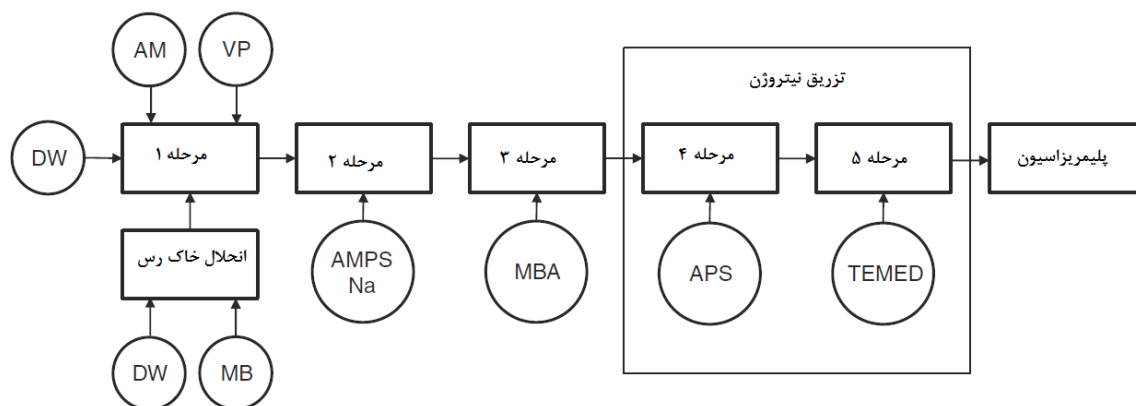 AM
VP
تزریق نیتروژن
DW
مرحله ۱
مرحله ۲
مرحله ۳
مرحله ۴
مرحله ۵
پلیمریزاسیون
انحلال خاک رس
AMPS
Na
MBA
APS
TEMED
DW
MB